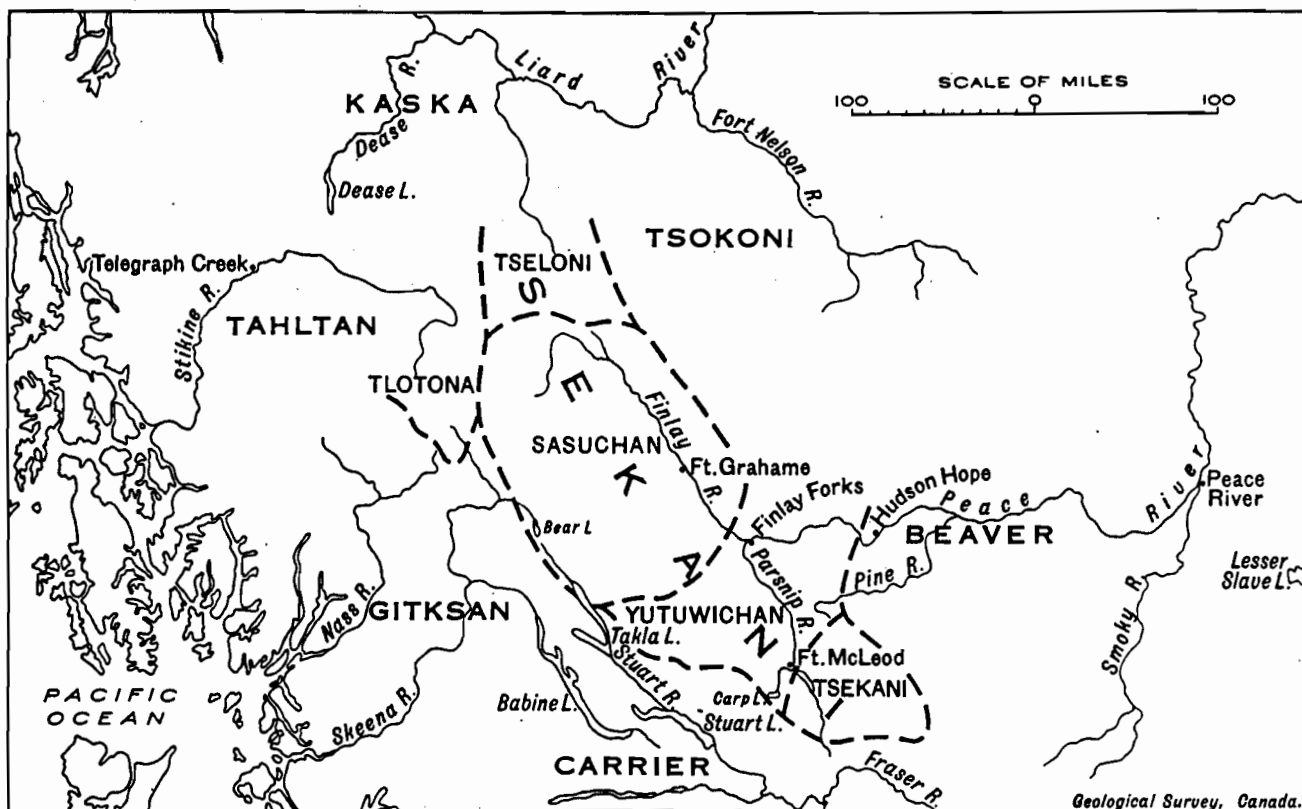 Liard
River
SCALE OF MILES
100 0 100
KASKA
Dease R.
Dease L.
Fort Nelson R.
TSOKONI
TSELONI
Telegraph Creek
Stikine R.
TAHLTAN
TLOTONA
SEKANI
SASUCHAN
Finlay R.
Ft. Grahame
Finlay Forks
Hudson Hope
Peace River
Peace
River
BEAVER
Lesser
Slave L.
Pine R.
Parsnip R.
Smoky R.
Bear L
Nass R.
GITKSAN
YUTUWICHAN
Takla L.
Stuart R.
Ft. McLeod
TSEKANI
Carp L.
Stuart L.
Babine L.
Skeena R.
PACIFIC
OCEAN
CARRIER
Fraser R.
Geological Survey, Canada.